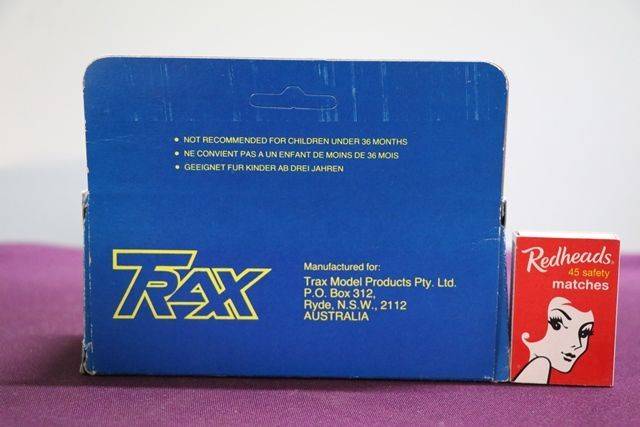 • NOT RECOMMENDED FOR CHILDREN UNDER 36 MONTHS
• NE CONVIENT PAS A UN ENFANT DE MOINS DE 36 MOIS
• GEEIGNET FUR KINDER AB DREI JAHREN
TRAX
Manufactured for:
Trax Model Products Pty. Ltd.
P.O. Box 312,
Ryde, N.S.W., 2112
AUSTRALIA
Redheads.
45 safety
matches